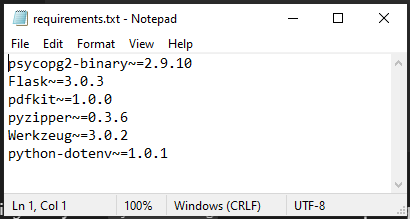 requirements.txt - Notepad
File Edit Format View Help
psycopg2-binary~=2.9.10
Flask~=3.0.3
pdfkit~=1.0.0
pyzipper~=0.3.6
Werkzeug~=3.0.2
python-dotenv~=1.0.1
Ln 1, Col 1 100% Windows (CRLF) UTF-8